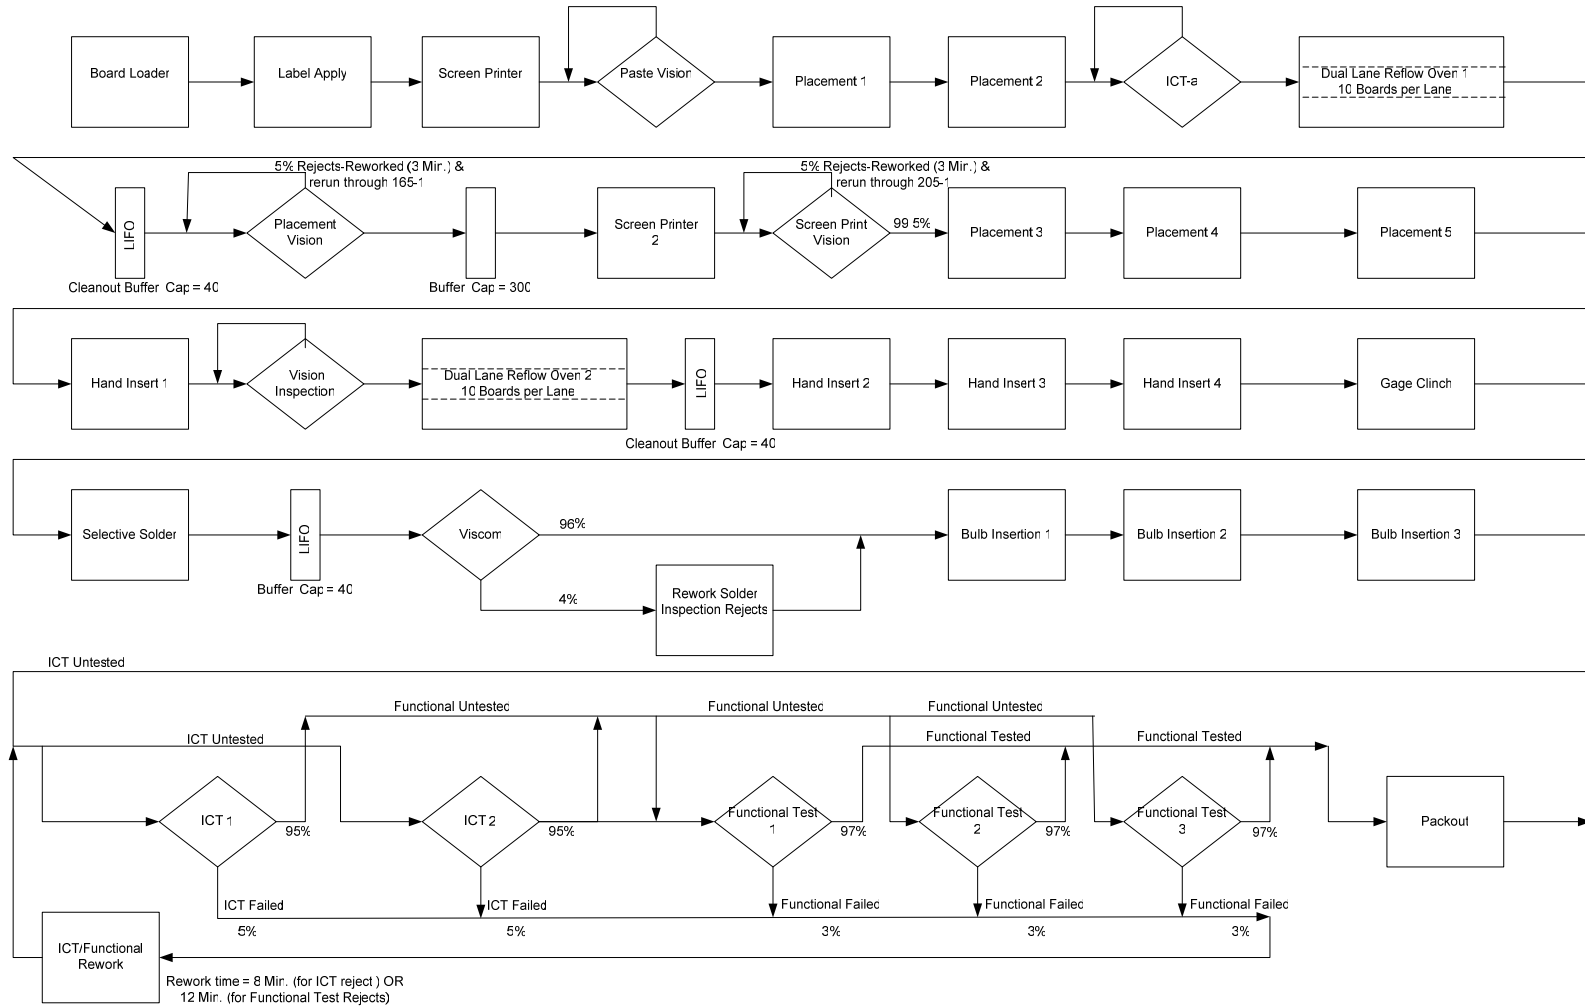 Board Loader
Label Apply
Screen Printer
Paste Vision
Placement 1
Placement 2
ICT-a
Dual Lane Reflow Oven 1
10 Boards per Lane
5% Rejects-Reworked (3 Min.) &
rerun through 165-1
5% Rejects-Reworked (3 Min.) &
rerun through 205-1
LIFO
Placement
Vision
Screen Printer
2
Screen Print
Vision
99.5%
Placement 3
Placement 4
Placement 5
Cleanout Buffer Cap = 40
Buffer Cap = 300
Hand Insert 1
Vision
Inspection
Dual Lane Reflow Oven 2
10 Boards per Lane
LIFO
Hand Insert 2
Hand Insert 3
Hand Insert 4
Gage Clinch
Cleanout Buffer Cap = 40
Selective Solder
LIFO
Viscom
96%
Bulb Insertion 1
Bulb Insertion 2
Bulb Insertion 3
Buffer Cap = 40
4%
Rework Solder
Inspection Rejects
ICT Untested
Functional Untested
Functional Untested
Functional Untested
ICT Untested
Functional Tested
Functional Tested
ICT 1
95%
ICT 2
95%
Functional Test
1
97%
Functional Test
2
97%
Functional Test
3
97%
Packout
ICT Failed
ICT Failed
Functional Failed
Functional Failed
Functional Failed
5%
5%
3%
3%
3%
ICT/Functional
Rework
Rework time = 8 Min. (for ICT reject) OR
12 Min. (for Functional Test Rejects)